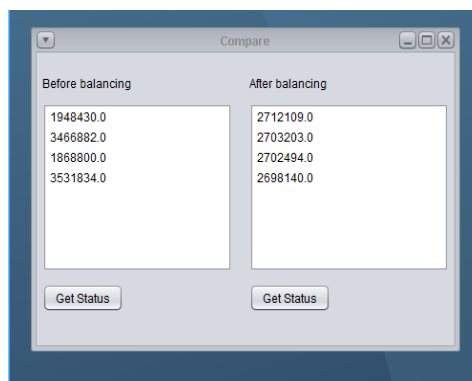 Compare
Before balancing
After balancing
1948430.0
3466882.0
1868800.0
3531834.0
2712109.0
2703203.0
2702494.0
2698140.0
Get Status
Get Status